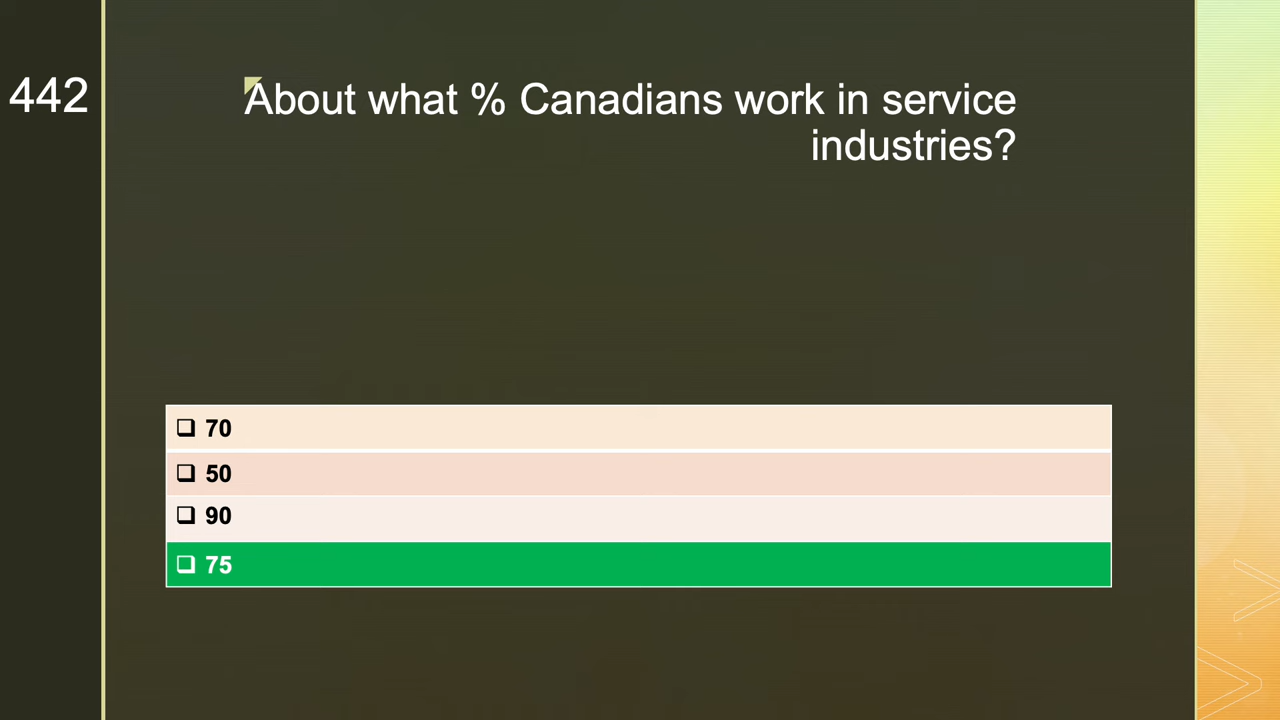 442
About what % Canadians work in service
industries?
❑ 70
❑ 50
❑ 90
❑ 75